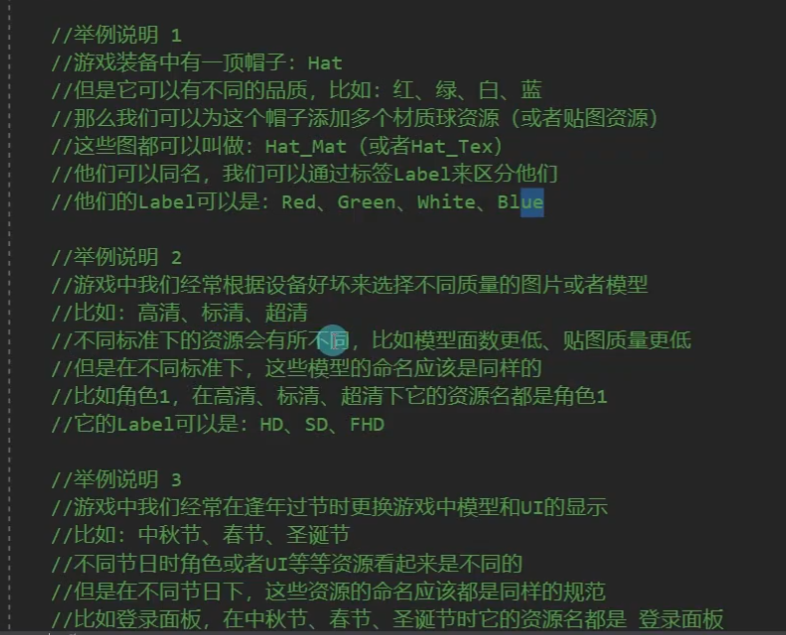 //举例说明 1
//游戏装备中有一顶帽子：Hat
//但是它可以有不同的品质，比如：红、绿、白、蓝
//那么我们可以为这个帽子添加多个材质球资源（或者贴图资源）
//这些图都可以叫做：Hat_Mat（或者Hat_Tex）
//他们可以同名，我们可以通过标签Label来区分他们
//他们的Label可以是：Red、Green、White、Blue
//举例说明 2
//游戏中我们经常根据设备好坏来选择不同质量的图片或者模型
//比如：高清、标清、超清
//不同标准下的资源会有所不同，比如模型面数更低、贴图质量更低
//但是在不同标准下，这些模型的命名应该是同样的
//比如角色1，在高清、标清、超清下它的资源名都是角色1
//它的Label可以是：HD、SD、FHD
//举例说明 3
//游戏中我们经常在逢年过节时更换游戏中模型和UI的显示
//比如：中秋节、春节、圣诞节
//不同节日时角色或者UI等等资源看起来是不同的
//但是在不同节日下，这些资源的命名应该都是同样的规范
//比如登录面板，在中秋节、春节、圣诞节时它的资源名都是 登录面板